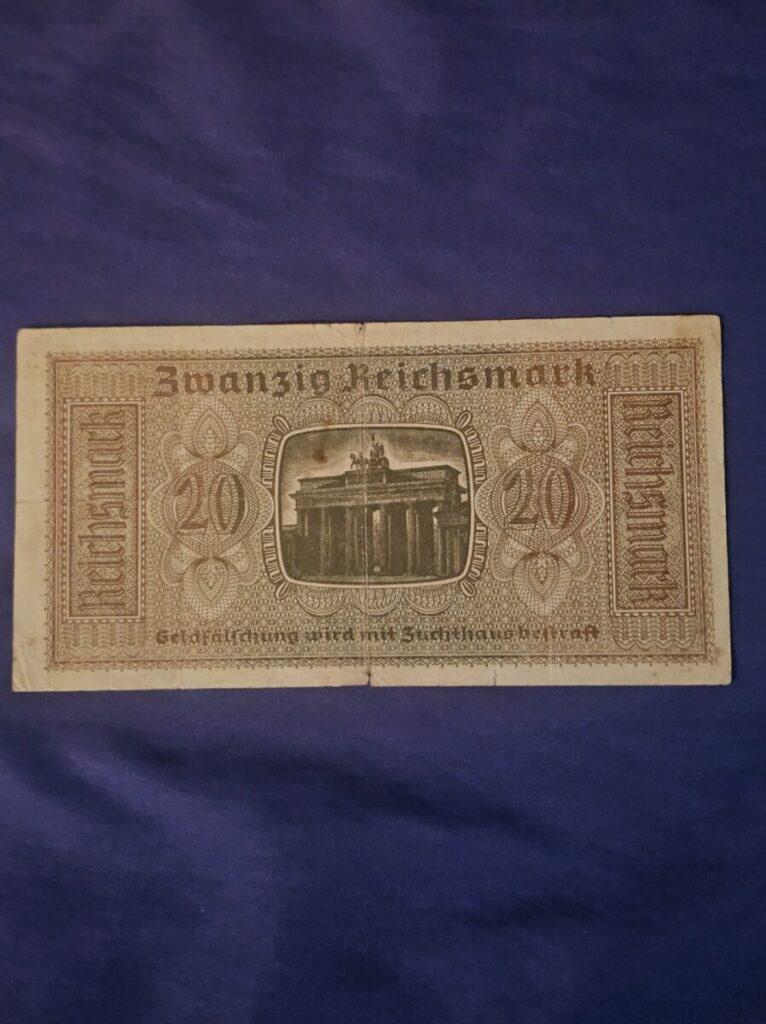 Zwanzig Reichsmark
Reichsmark
20
20
Reichsmark
Geldfälschung wird mit Zuchthaus bestraft